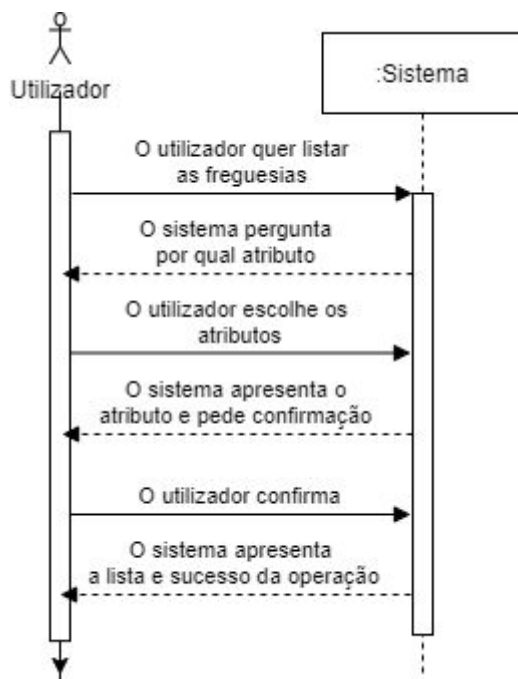 Utilizador
:Sistema
O utilizador quer listar
as freguesias
O sistema pergunta
por qual atributo
O utilizador escolhe os
atributos
O sistema apresenta o
atributo e pede confirmação
O utilizador confirma
O sistema apresenta
a lista e sucesso da operação